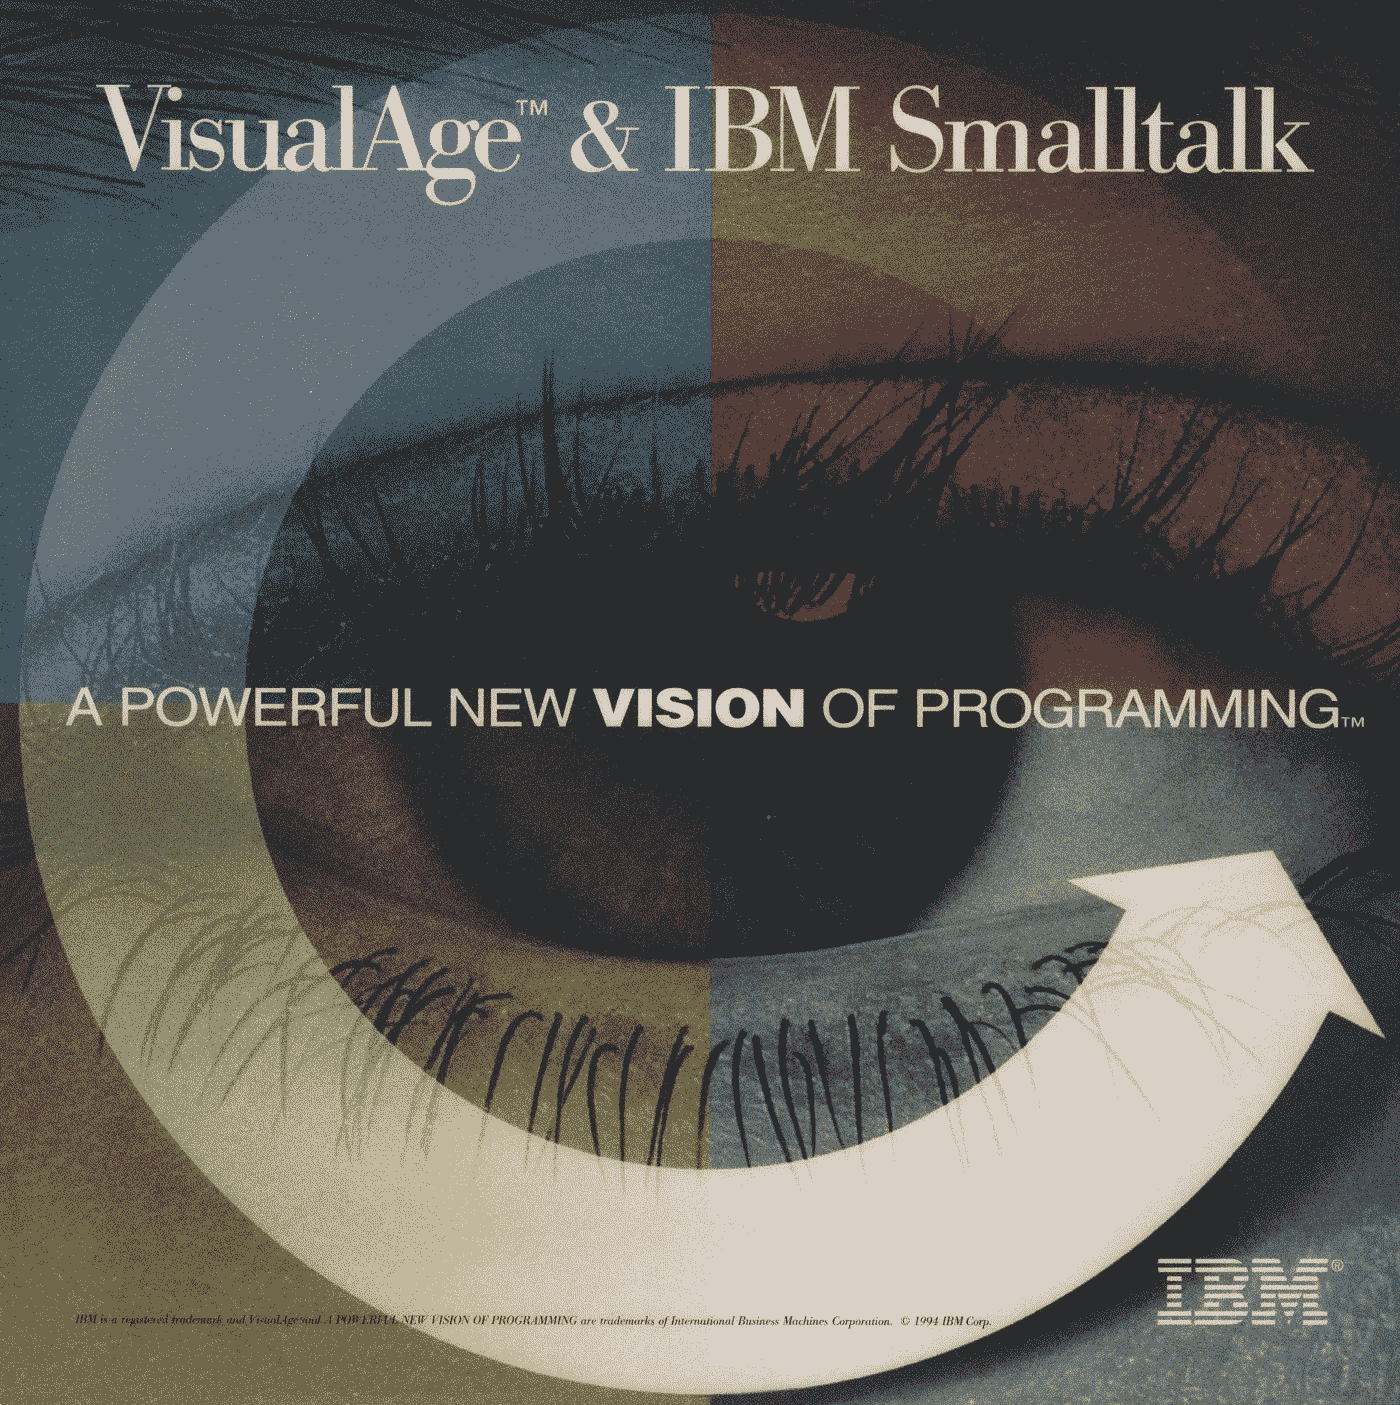 VisualAge™ & IBM Smalltalk
A POWERFUL NEW VISION OF PROGRAMMING™
IBM®
IBM is a registered trademark and VisualAge and A POWERFUL NEW VISION OF PROGRAMMING are trademarks of International Business Machines Corporation. © 1994 IBM Corp.